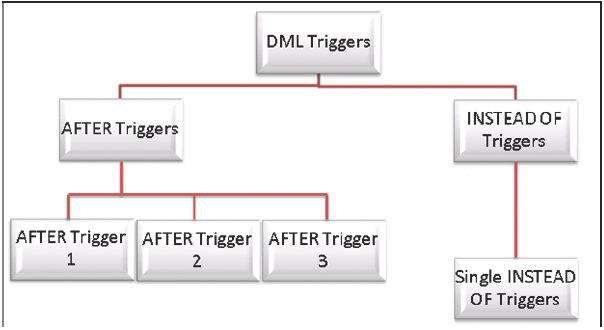 DML Triggers
AFTER Triggers
INSTEAD OF
Triggers
AFTER Trigger
1
AFTER Trigger
2
AFTER Trigger
3
Single INSTEAD
OF Triggers